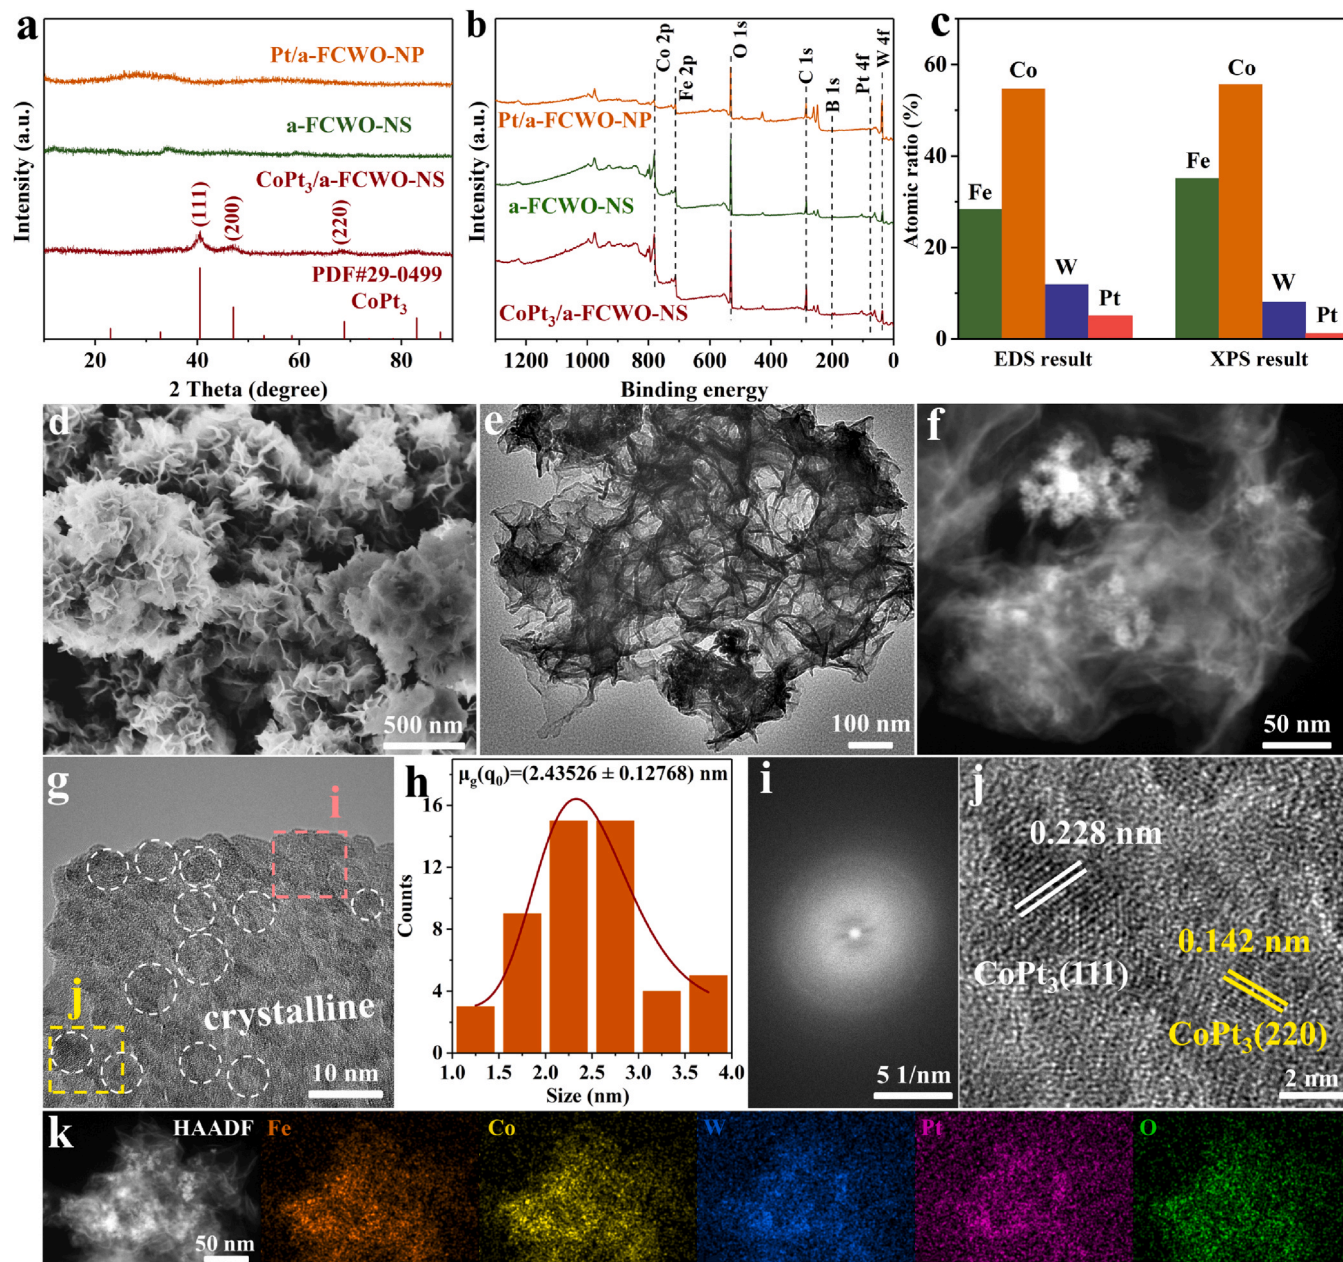 a
Pt/a-FCWO-NP
a-FCWO-NS
CoPt₃/a-FCWO-NS
(111)
(200)
(220)
PDF#29-0499
CoPt₃
Intensity (a.u.)
20 40 60 80
2 Theta (degree)
b
Co 2p
Fe 2p
O 1s
C 1s
B 1s
Pt 4f
W 4f
Pt/a-FCWO-NP
a-FCWO-NS
CoPt₃/a-FCWO-NS
Intensity (a.u.)
1200 1000 800 600 400 200 0
Binding energy
c
Atomic ratio (%)
60
40
20
0
Fe
Co
W
Pt
Fe
Co
W
Pt
EDS result
XPS result
d
500 nm
e
100 nm
f
50 nm
g
i
j
crystalline
10 nm
h
μg(q₀)=(2.43526 ± 0.12768) nm
Counts
16
12
8
4
0
1.0 1.5 2.0 2.5 3.0 3.5 4.0
Size (nm)
i
5 1/nm
j
0.228 nm
CoPt₃(111)
0.142 nm
CoPt₃(220)
2 nm
k
HAADF
50 nm
Fe
Co
W
Pt
O